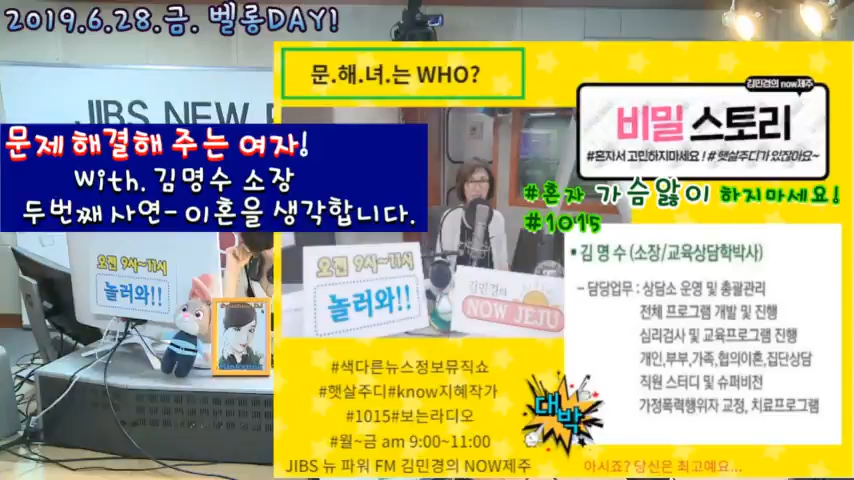 2019.6.28.금. 벨롱DAY!
JIBS NEW
문제 해결해 주는 여자!
With. 김명수 소장
두번째 사연- 이혼을 생각합니다.
오전 9시~11시
놀러와!!
문.해.녀.는 WHO?
김민경의 now제주
비밀 스토리
#혼자서 고민하지마세요! #햇살주디가 있잖아요~
#혼자 가슴앓이 하지마세요!
#1015
오전 9시~11시
놀러와!!
김민경의
NOW JEJU
▪ 김 명 수 (소장/교육상담학박사)
– 담당업무 : 상담소 운영 및 총괄관리
전체 프로그램 개발 및 진행
심리검사 및 교육프로그램 진행
개인,부부,가족,협의이혼,집단상담
직원 스터디 및 슈퍼비전
가정폭력행위자 교정, 치료프로그램
#색다른뉴스정보뮤직쇼
#햇살주디#know지혜작가
#1015#보는라디오
#월~금 am 9:00~11:00
JIBS 뉴 파워 FM 김민경의 NOW제주
대박
아시죠? 당신은 최고예요...